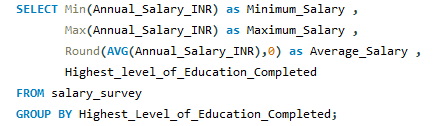 SELECT Min(Annual_Salary_INR) as Minimum_Salary ,
Max(Annual_Salary_INR) as Maximum_Salary ,
Round(AVG(Annual_Salary_INR),0) as Average_Salary ,
Highest_level_of_Education_Completed
FROM salary_survey
GROUP BY Highest_Level_of_Education_Completed;